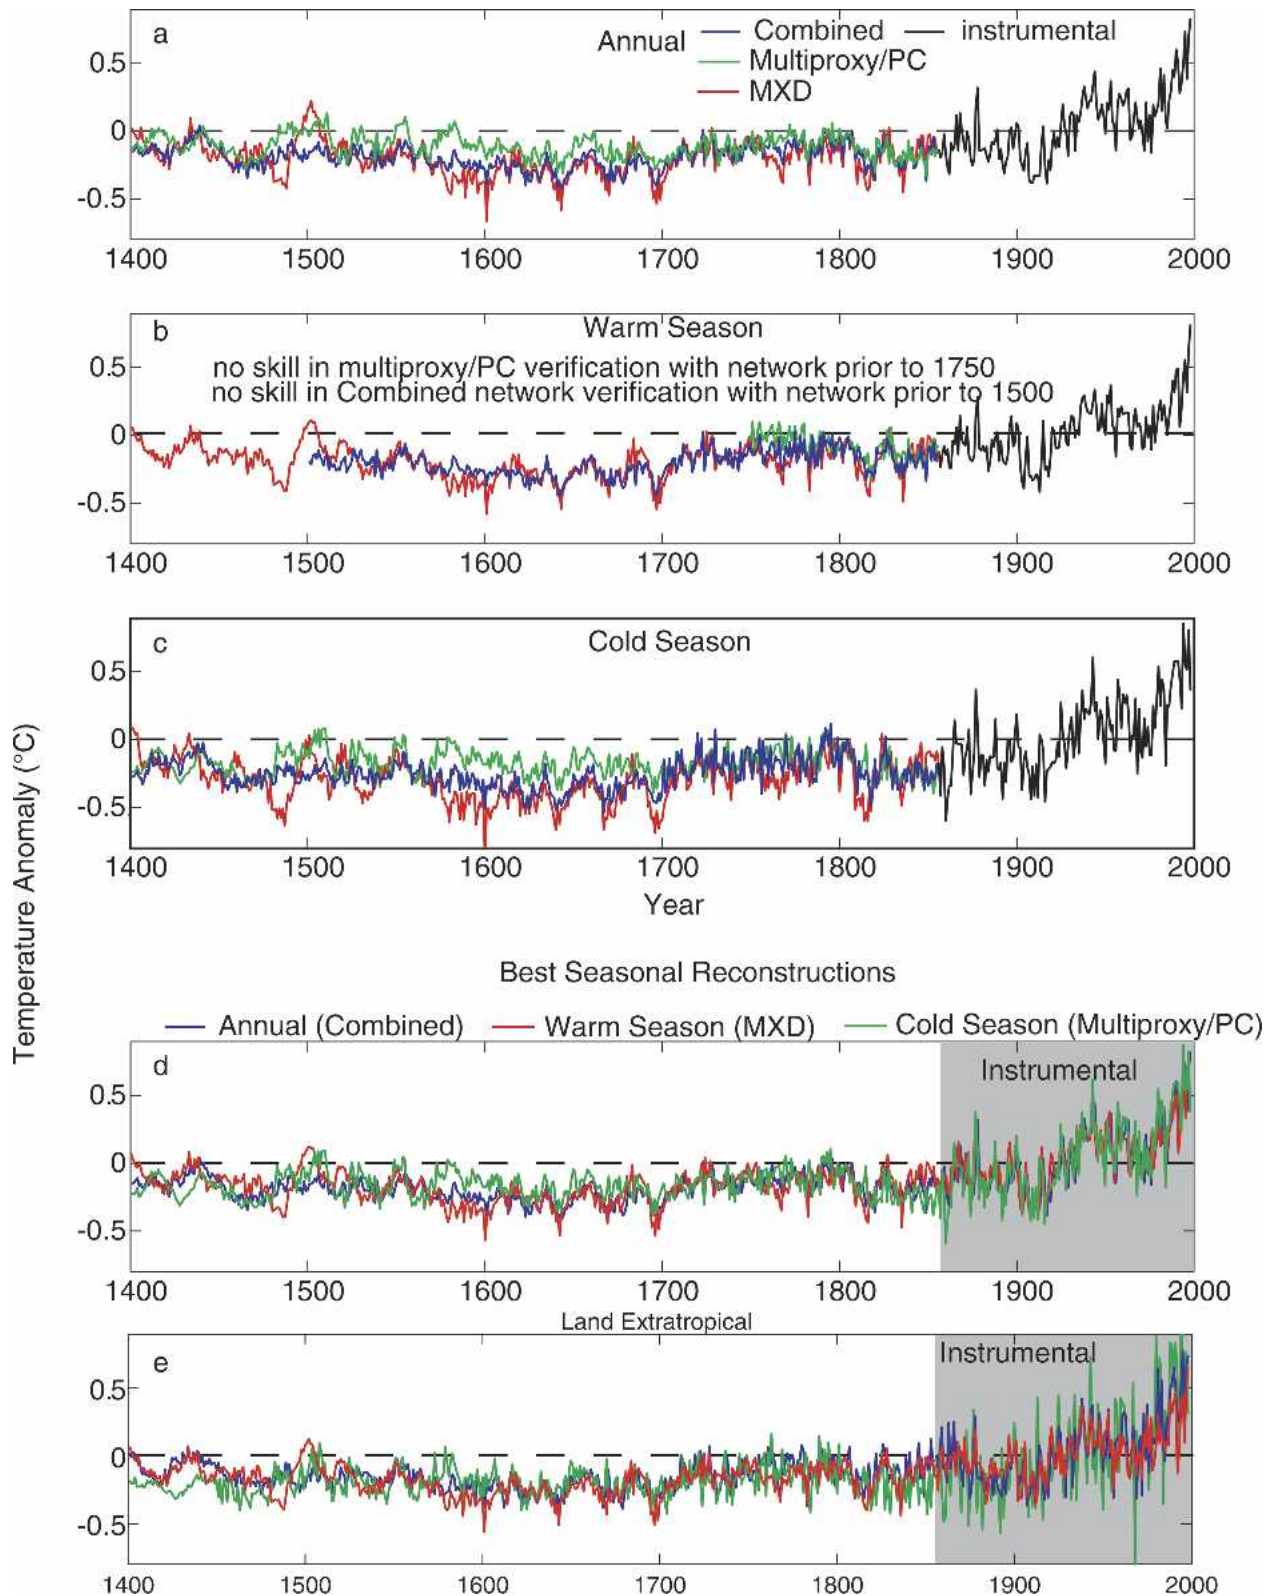 a
Annual
Combined
instrumental
Multiproxy/PC
MXD
0.5
0
-0.5
1400 1500 1600 1700 1800 1900 2000
b
Warm Season
no skill in multiproxy/PC verification with network prior to 1750
no skill in Combined network verification with network prior to 1500
0.5
0
-0.5
1400 1500 1600 1700 1800 1900 2000
c
Cold Season
0.5
0
-0.5
1400 1500 1600 1700 1800 1900 2000
Year
Temperature Anomaly (°C)
Best Seasonal Reconstructions
Annual (Combined) Warm Season (MXD) Cold Season (Multiproxy/PC)
d
Instrumental
0.5
0
-0.5
1400 1500 1600 1700 1800 1900 2000
Land Extratropical
e
Instrumental
0.5
0
-0.5
1400 1500 1600 1700 1800 1900 2000